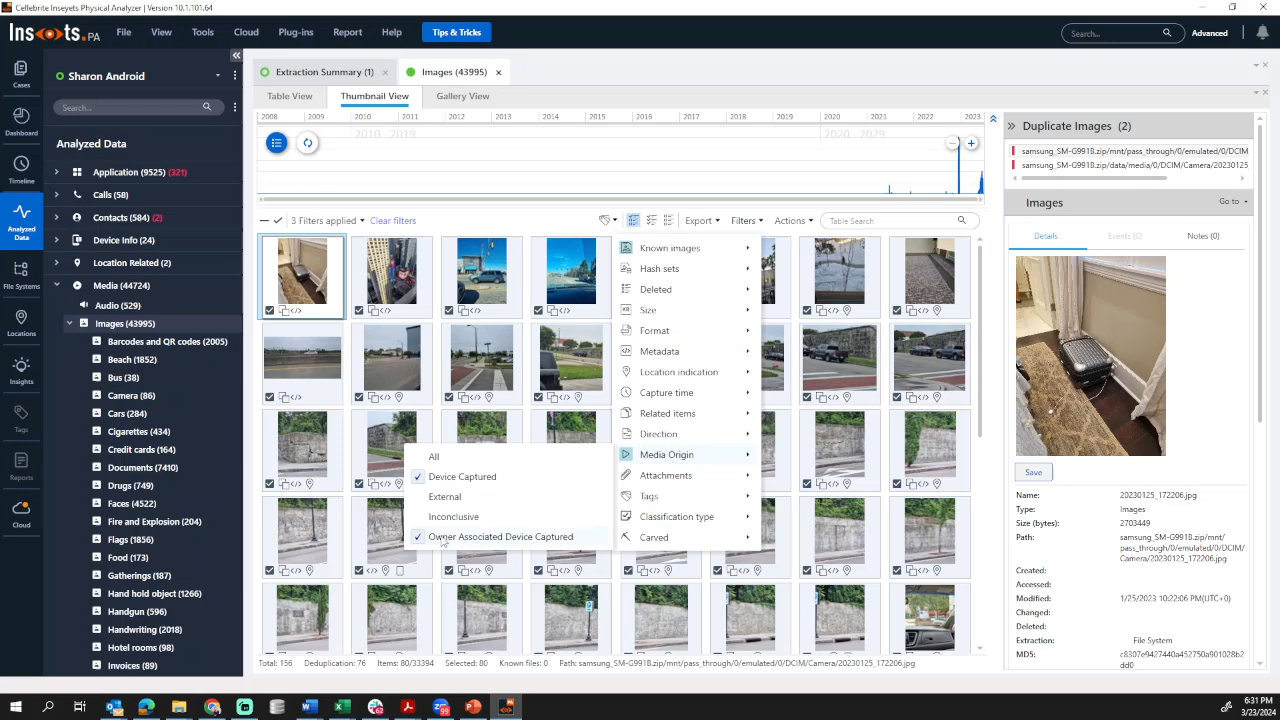 Cellebrite Inseyets Physical Analyzer | Version 10.1.101.64
Inseyets.PA
File View Tools Cloud Plug-ins Report Help Tips & Tricks
Search...
Advanced
Cases
Dashboard
Timeline
Analyzed Data
File Systems
Locations
Insights
Tags
Reports
Cloud
Sharon Android
Search...
Analyzed Data
Application (9525) (321)
Calls (58)
Contacts (584) (2)
Device Info (24)
Location Related (2)
Media (44724)
Audio (529)
Images (43995)
Barcodes and QR codes (2005)
Beach (1852)
Bus (38)
Camera (86)
Cars (284)
Cigarettes (434)
Credit cards (164)
Documents (7410)
Drugs (749)
Faces (4522)
Fire and Explosion (204)
Flags (1856)
Food (173)
Gatherings (187)
Hand hold object (1266)
Handgun (596)
Handwriting (2018)
Hotel rooms (98)
Invoices (89)
Extraction Summary (1)
Images (43995)
Table View Thumbnail View Gallery View
2008 2009 2010 2011 2012 2013 2014 2015 2016 2017 2018 2019 2020 2021 2022 2023
2010 - 2019 2020 - 2029
3 Filters applied Clear filters
Export Filters Actions Table Search
Known images
Hash sets
Deleted
Size
Format
Metadata
Location indication
Capture time
Related items
Direction
Media Origin
Attachments
Tags
Classification type
Carved
All
Device Captured
External
Inconclusive
Owner Associated Device Captured
Total: 156 Deduplication: 76 Items: 80/33394 Selected: 80 Known files: 0 Path: samsung_SM-G991B.zip/mnt/pass_through/0/emulated/0/DCIM/Camera/20230125_172206.jpg
Duplicate Images (2)
samsung_SM-G991B.zip/mnt/pass_through/0/emulated/0/DCIM
samsung_SM-G991B.zip/data/media/0/DCIM/Camera/20230125
Images
Go to
Details Events (0) Notes (0)
Save
Name: 20230125_172206.jpg
Type: Images
Size (bytes): 2703449
Path: samsung_SM-G991B.zip/mnt/
pass_through/0/emulated/0/DCIM/
Camera/20230125_172206.jpg
Created:
Accessed:
Modified: 1/25/2023 10:22:06 PM(UTC+0)
Changed:
Deleted:
Extraction: File System
MD5: c8307e9427440a452750a901628b2
dd0
6:31 PM
3/23/2024